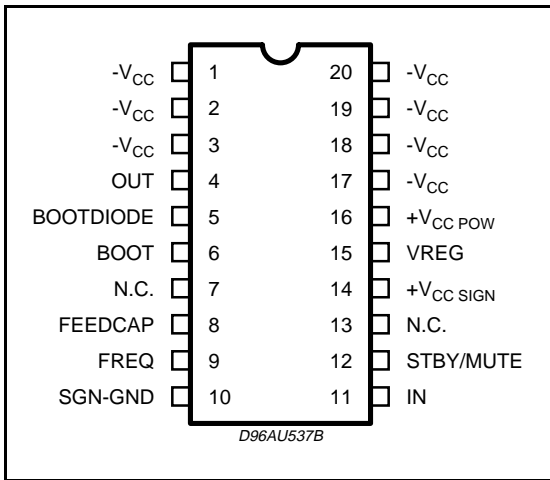 -VCC 1 20 -VCC
-VCC 2 19 -VCC
-VCC 3 18 -VCC
OUT 4 17 -VCC
BOOTDIODE 5 16 +VCC POW
BOOT 6 15 VREG
N.C. 7 14 +VCC SIGN
FEEDCAP 8 13 N.C.
FREQ 9 12 STBY/MUTE
SGN-GND 10 11 IN
D96AU537B